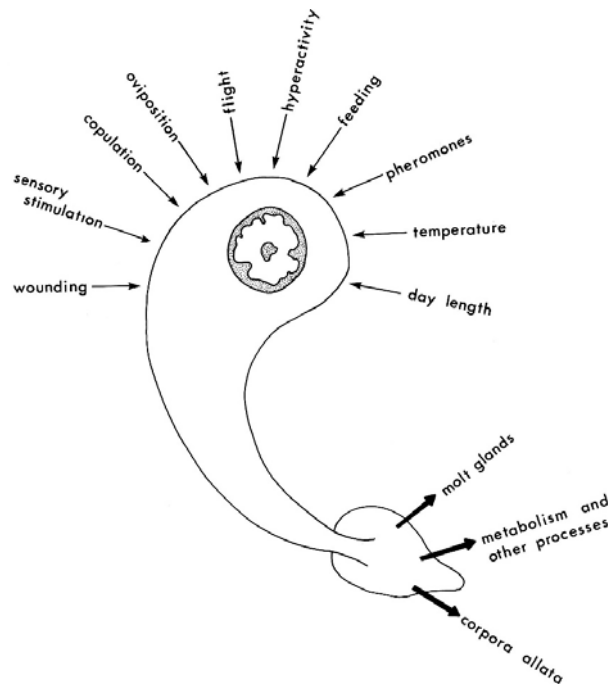 hyperactivity
flight
oviposition
feeding
copulation
pheromones
sensory
stimulation
temperature
wounding
day length
molt glands
metabolism and
other processes
corpora allata